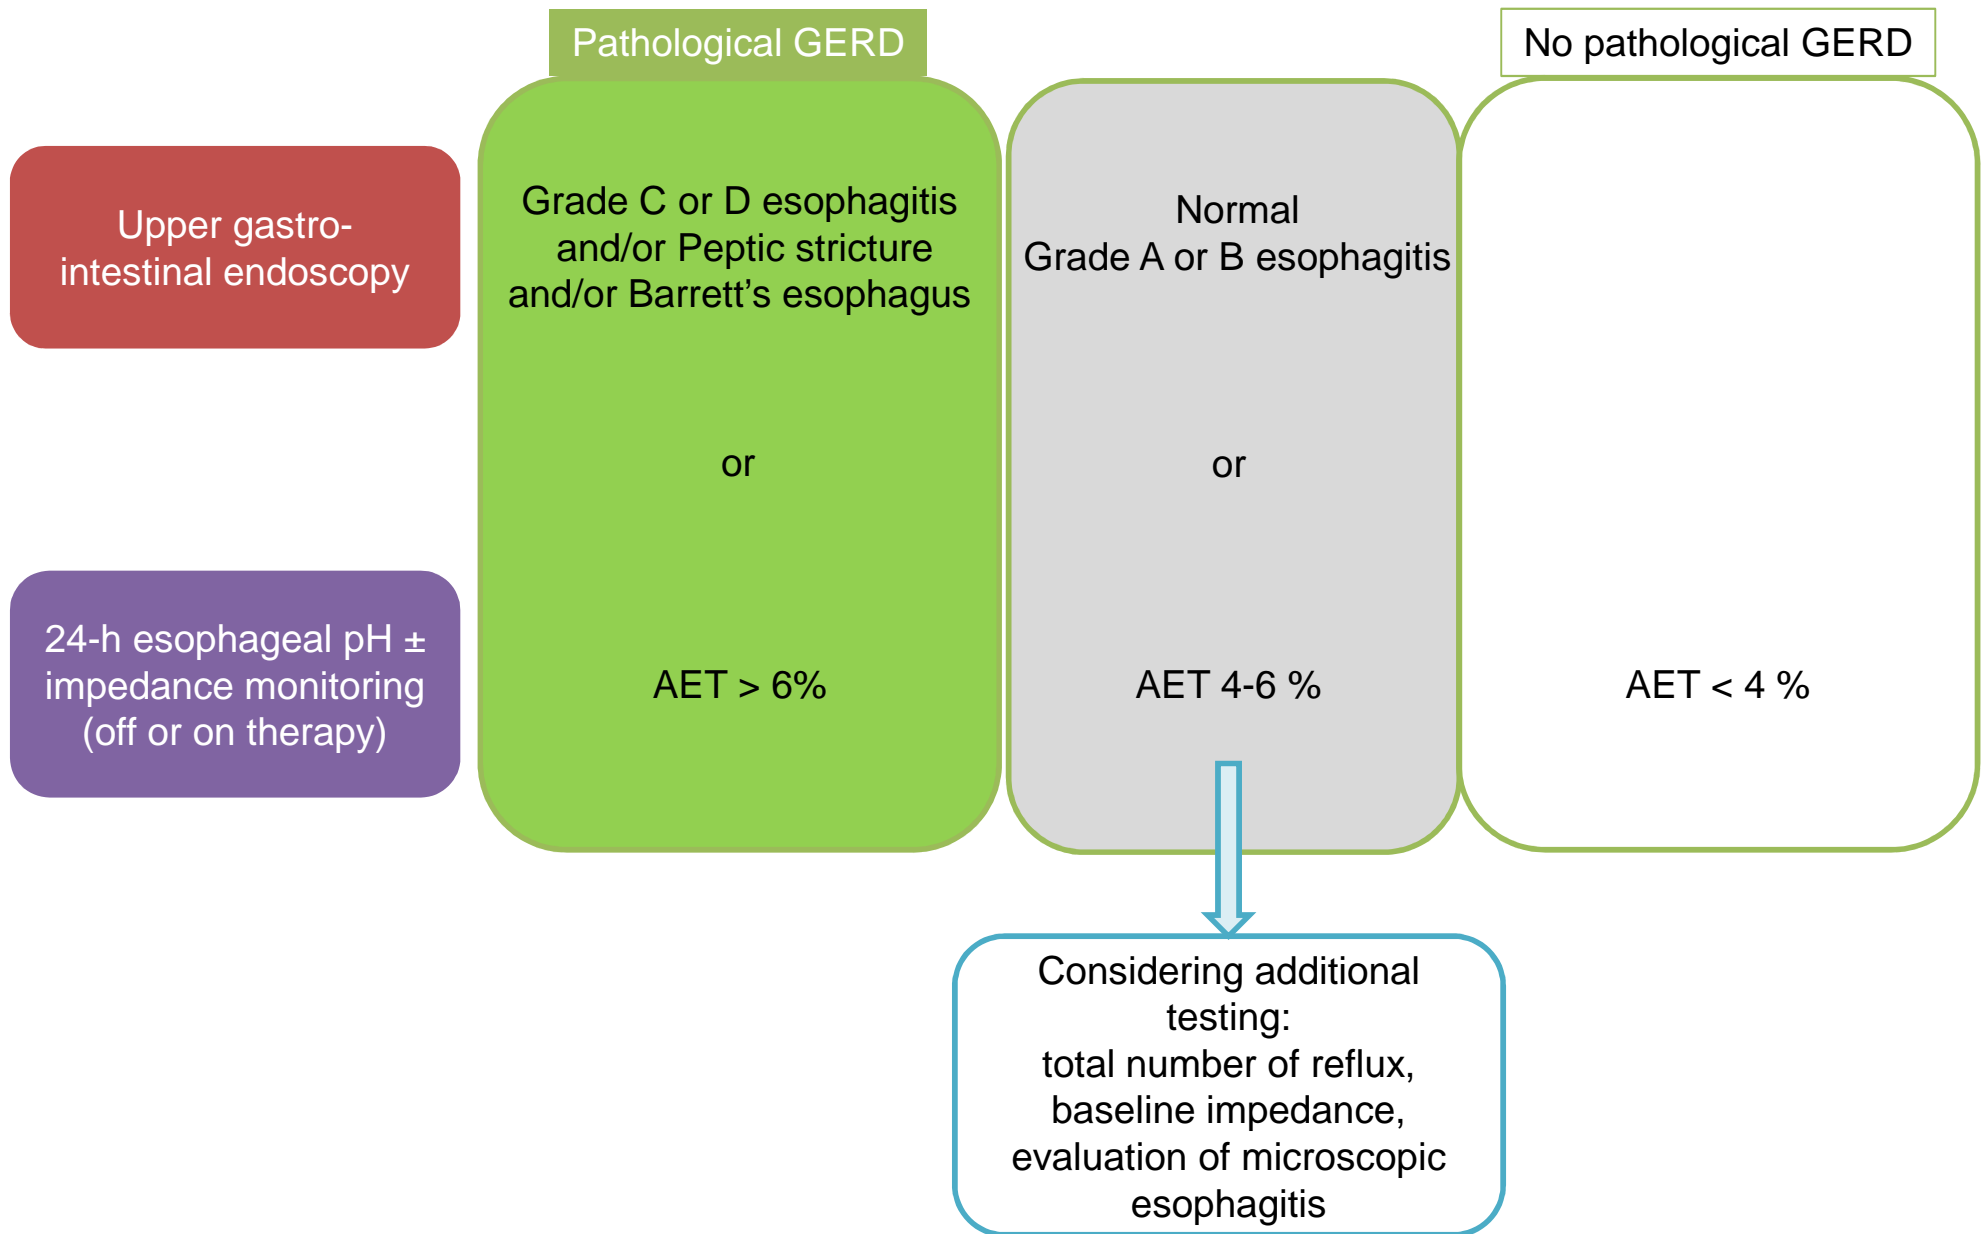 Pathological GERD
No pathological GERD
Upper gastro-
intestinal endoscopy
Grade C or D esophagitis
and/or Peptic stricture
and/or Barrett’s esophagus
Normal
Grade A or B esophagitis
or
or
24-h esophageal pH ±
impedance monitoring
(off or on therapy)
AET > 6%
AET 4-6 %
AET < 4 %
Considering additional
testing:
total number of reflux,
baseline impedance,
evaluation of microscopic
esophagitis